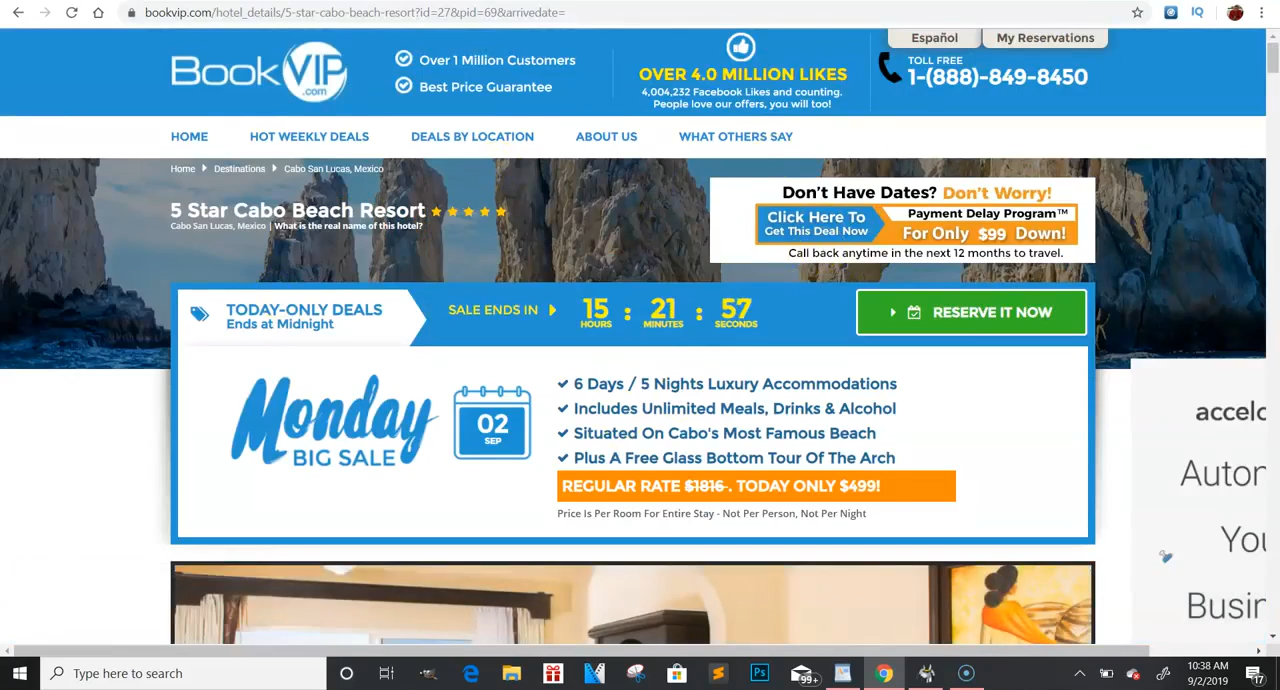 bookvip.com/hotel_details/5-star-cabo-beach-resort?id=27&pid=69&arrivedate=
IQ
BookVIP
.com
Over 1 Million Customers
Best Price Guarantee
OVER 4.0 MILLION LIKES
4,004,232 Facebook Likes and counting.
People love our offers, you will too!
Español
My Reservations
TOLL FREE
1-(888)-849-8450
HOME
HOT WEEKLY DEALS
DEALS BY LOCATION
ABOUT US
WHAT OTHERS SAY
Home
Destinations
Cabo San Lucas, Mexico
5 Star Cabo Beach Resort
Cabo San Lucas, Mexico | What is the real name of this hotel?
Don't Have Dates? Don't Worry!
Click Here To
Get This Deal Now
Payment Delay Program™
For Only $99 Down!
Call back anytime in the next 12 months to travel.
TODAY-ONLY DEALS
Ends at Midnight
SALE ENDS IN
15 : 21 : 57
HOURS MINUTES SECONDS
RESERVE IT NOW
Monday
BIG SALE
02
SEP
6 Days / 5 Nights Luxury Accommodations
Includes Unlimited Meals, Drinks & Alcohol
Situated On Cabo's Most Famous Beach
Plus A Free Glass Bottom Tour Of The Arch
REGULAR RATE $1816 . TODAY ONLY $499!
Price Is Per Room For Entire Stay - Not Per Person, Not Per Night
accelo
Autor
You
Busin
Type here to search
Ps
99+
10:38 AM
9/2/2019
17